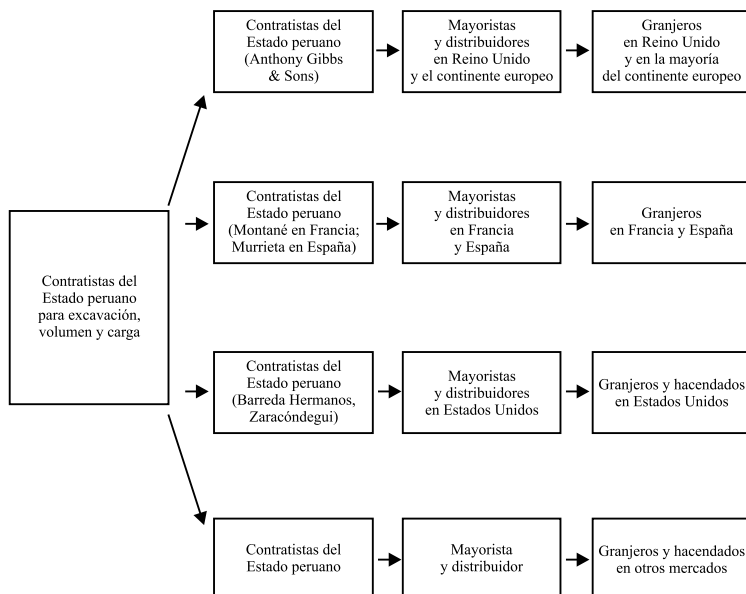 Contratistas del
Estado peruano
(Anthony Gibbs
& Sons)
Mayoristas
y distribuidores
en Reino Unido
y el continente europeo
Granjeros
en Reino Unido
y en la mayoría
del continente europeo
Contratistas del
Estado peruano
para excavación,
volumen y carga
Contratistas del
Estado peruano
(Montané en Francia;
Murrieta en España)
Mayoristas
y distribuidores
en Francia
y España
Granjeros
en Francia y España
Contratistas del
Estado peruano
(Barreda Hermanos,
Zaracóndegui)
Mayoristas
y distribuidores
en Estados Unidos
Granjeros y hacendados
en Estados Unidos
Contratistas del
Estado peruano
Mayorista
y distribuidor
Granjeros y hacendados
en otros mercados